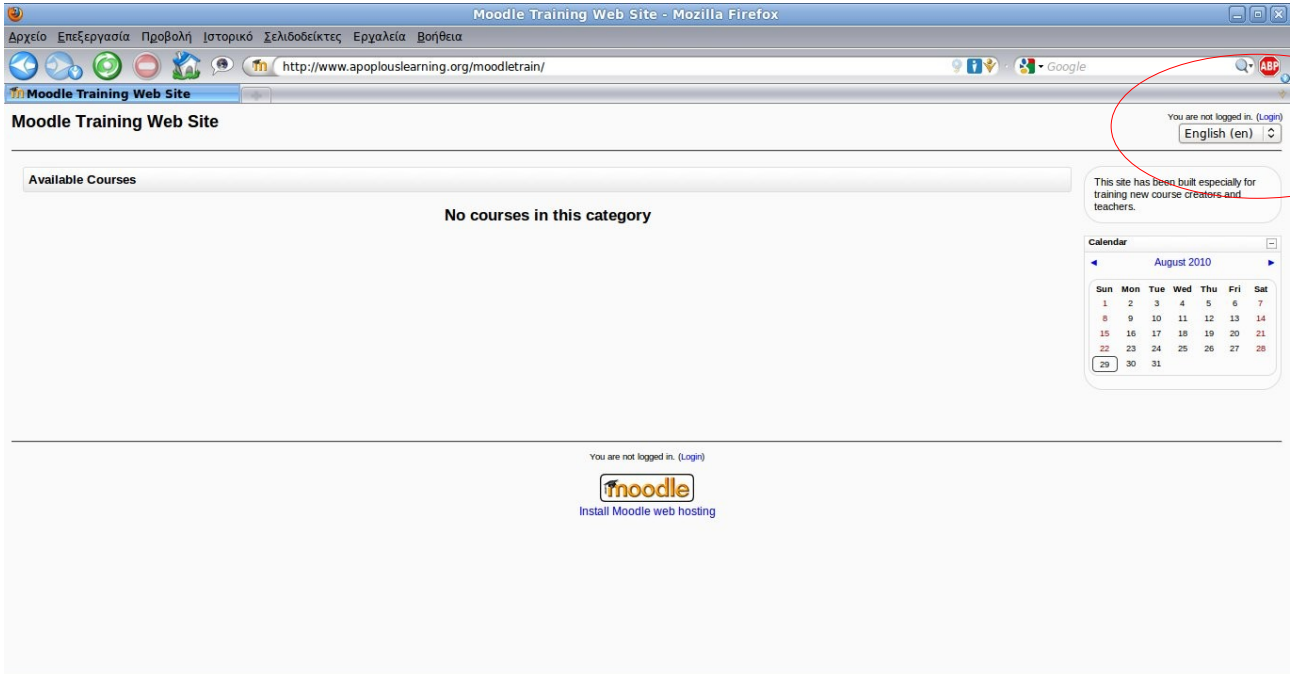 Moodle Training Web Site - Mozilla Firefox
Αρχείο Επεξεργασία Προβολή Ιστορικό Σελιδοδείκτες Εργαλεία Βοήθεια
http://www.apoplouslearning.org/moodletrain/ Google ABP
Moodle Training Web Site
Moodle Training Web Site
You are not logged in. (Login)
English (en)
Available Courses
No courses in this category
This site has been built especially for
training new course creators and
teachers.
Calendar
August 2010
Sun Mon Tue Wed Thu Fri Sat
1 2 3 4 5 6 7
8 9 10 11 12 13 14
15 16 17 18 19 20 21
22 23 24 25 26 27 28
29 30 31
You are not logged in. (Login)
moodle
Install Moodle web hosting